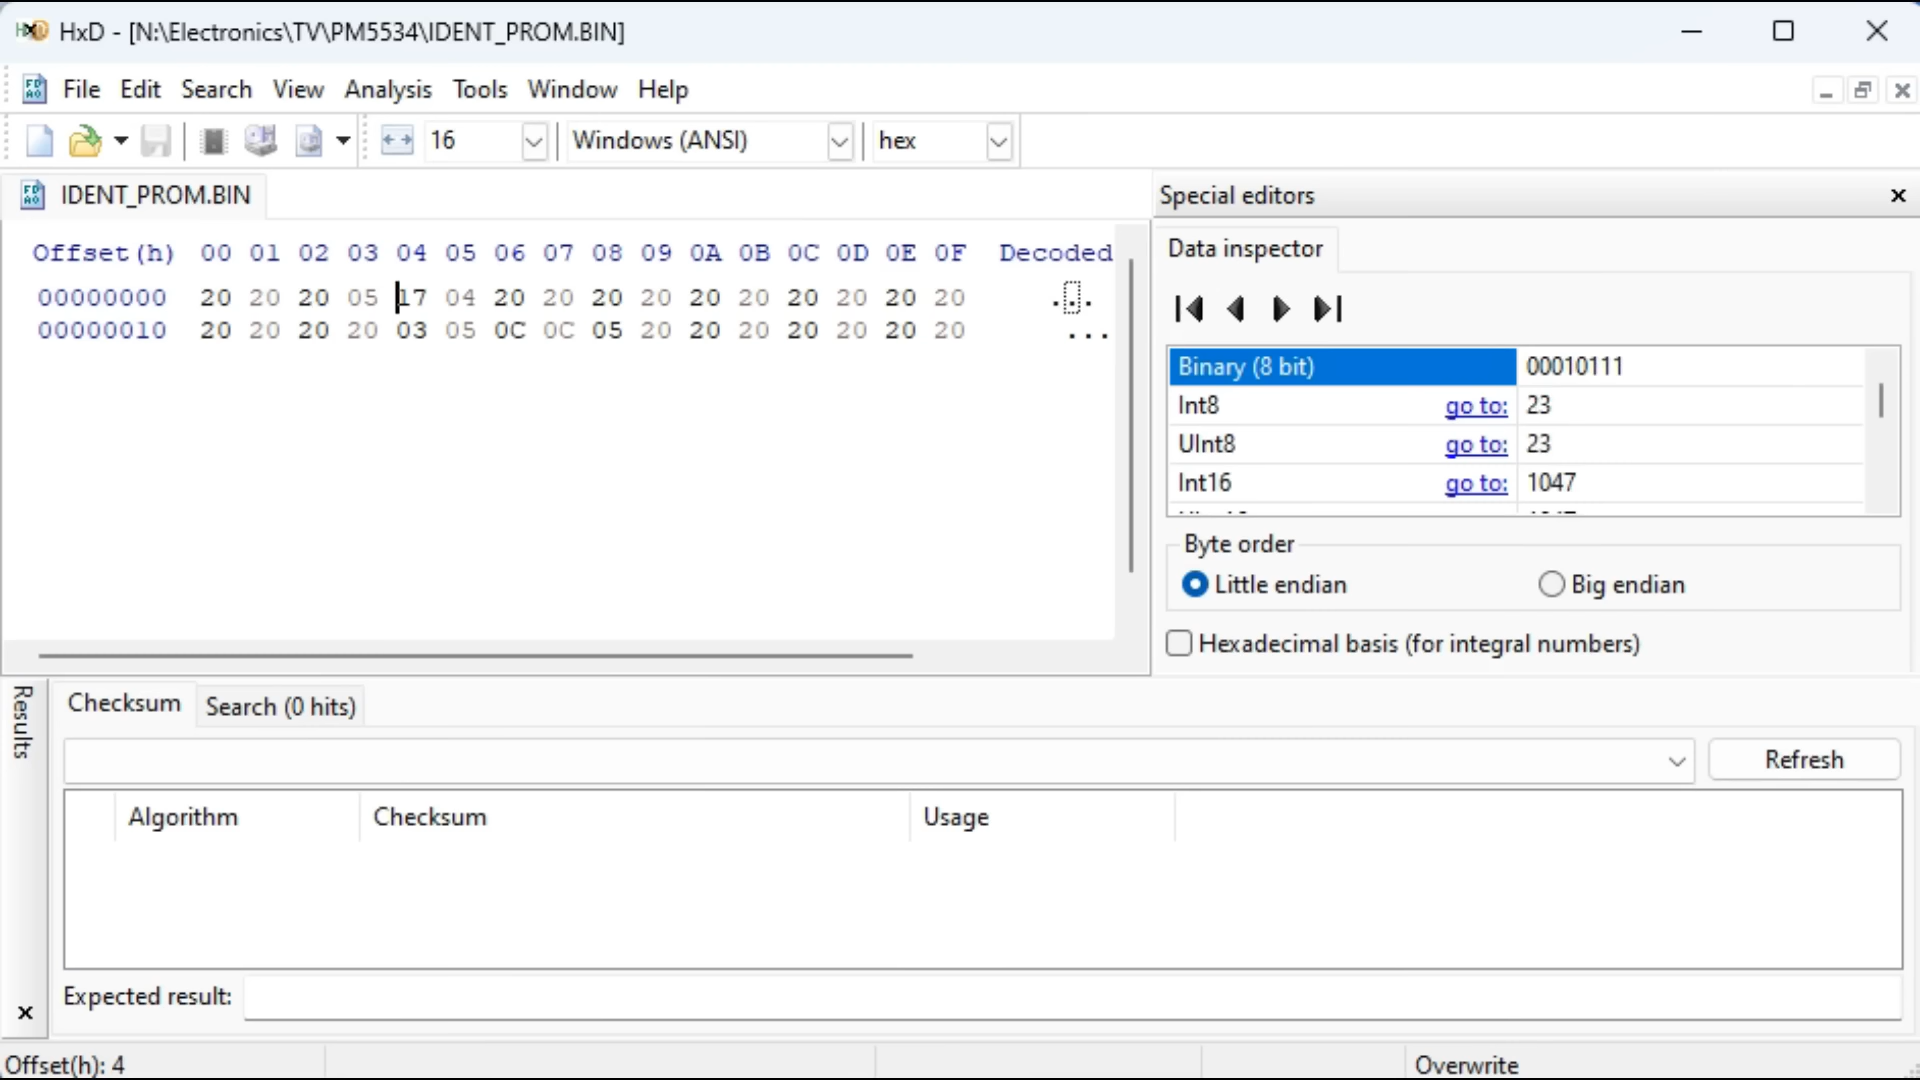 HxD - [N:\Electronics\TV\PM5534\IDENT_PROM.BIN]
File Edit Search View Analysis Tools Window Help
16 Windows (ANSI) hex
IDENT_PROM.BIN
Offset(h) 00 01 02 03 04 05 06 07 08 09 0A 0B 0C 0D 0E 0F Decoded
00000000 20 20 20 05 17 04 20 20 20 20 20 20 20 20 20 20 ...
00000010 20 20 20 20 03 05 0C 0C 05 20 20 20 20 20 20 20 ...
Special editors
Data inspector
Binary (8 bit) 00010111
Int8 go to: 23
UInt8 go to: 23
Int16 go to: 1047
Byte order
Little endian Big endian
Hexadecimal basis (for integral numbers)
Results
Checksum Search (0 hits)
Refresh
Algorithm Checksum Usage
Expected result:
Offset(h): 4 Overwrite